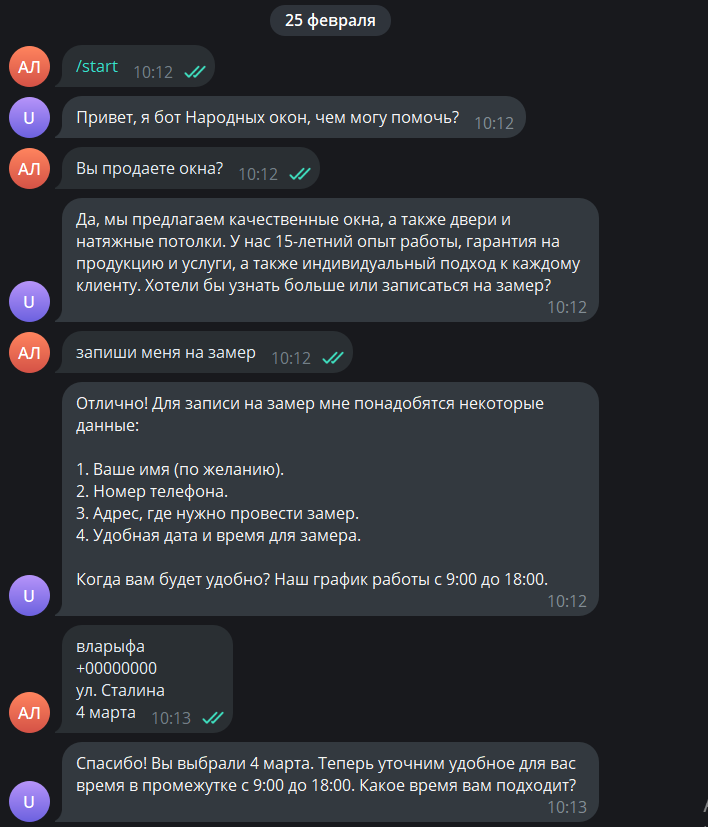 25 февраля
АЛ
/start 10:12
U
Привет, я бот Народных окон, чем могу помочь? 10:12
АЛ
Вы продаете окна? 10:12
Да, мы предлагаем качественные окна, а также двери и
натяжные потолки. У нас 15-летний опыт работы, гарантия на
продукцию и услуги, а также индивидуальный подход к каждому
клиенту. Хотели бы узнать больше или записаться на замер?
U
10:12
АЛ
запиши меня на замер 10:12
Отлично! Для записи на замер мне понадобятся некоторые
данные:
1. Ваше имя (по желанию).
2. Номер телефона.
3. Адрес, где нужно провести замер.
4. Удобная дата и время для замера.
Когда вам будет удобно? Наш график работы с 9:00 до 18:00.
U
10:12
вларыфа
+00000000
ул. Сталина
4 марта 10:13
АЛ
Спасибо! Вы выбрали 4 марта. Теперь уточним удобное для вас
время в промежутке с 9:00 до 18:00. Какое время вам подходит?
U
10:13